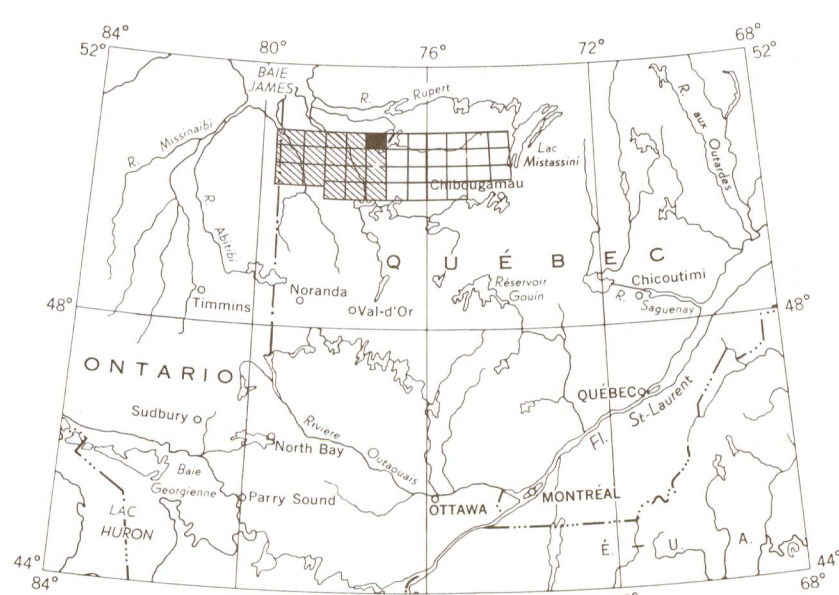 84°
80°
76°
72°
68°
52°
52°
BAIE
JAMES
R. Rupert
R. Missinaibi
Lac
Mistassini
R. aux Outardes
Chibougamau
R. Abitibi
QUÉBEC
Chicoutimi
Réservoir
Gouin
R. Saguenay
Noranda
Timmins
Val-d'Or
48°
48°
ONTARIO
QUÉBEC
Fl. St-Laurent
Sudbury
North Bay
Rivière Outaouais
Baie
Georgienne
Parry Sound
OTTAWA
MONTRÉAL
LAC
HURON
É. U. A.
44°
44°
84°
68°